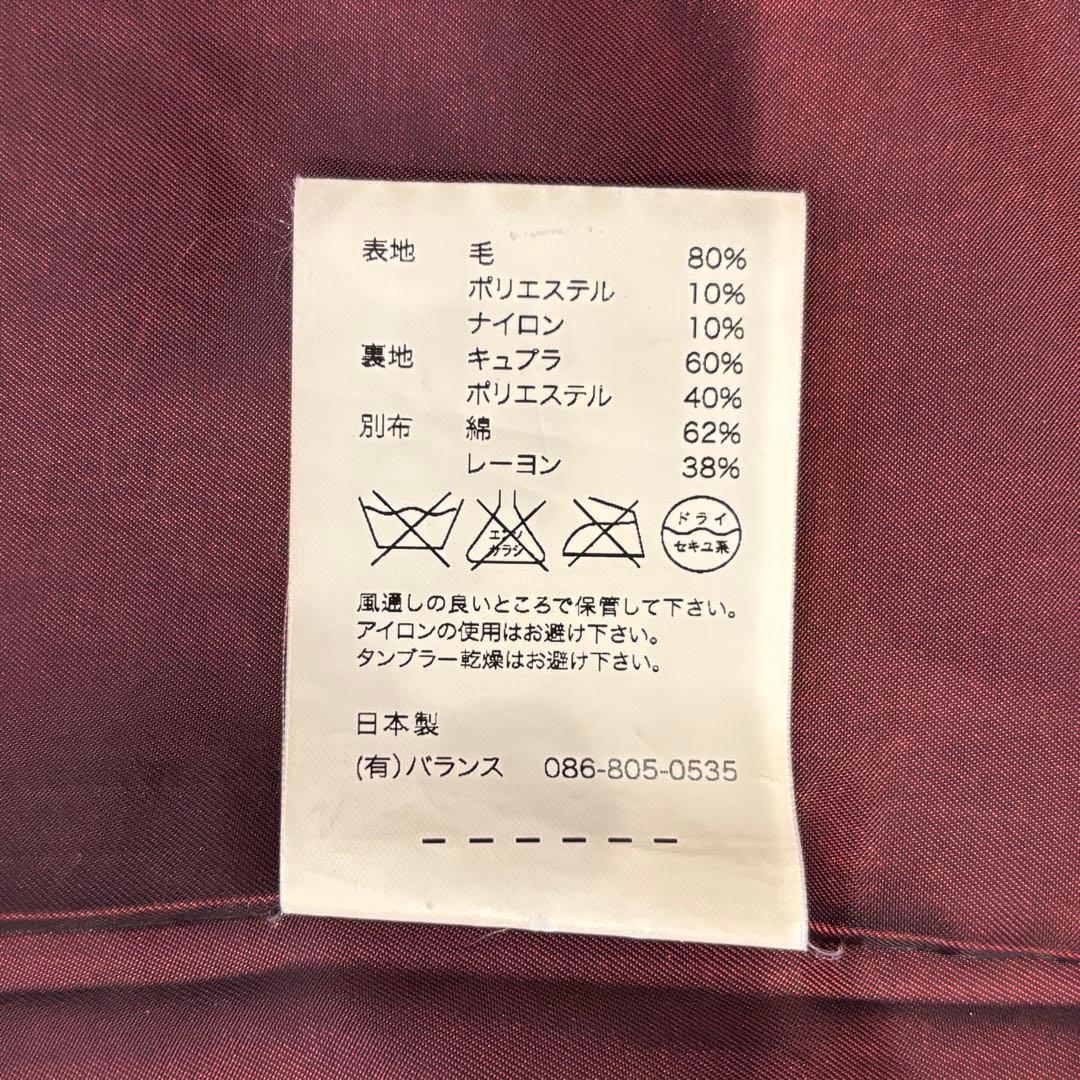 表地 毛 80%
ポリエステル 10%
ナイロン 10%
裏地 キュプラ 60%
ポリエステル 40%
別布 綿 62%
レーヨン 38%
エンソ
サラシ
ドライ
セキユ系
風通しの良いところで保管して下さい。
アイロンの使用はお避け下さい。
タンブラー乾燥はお避け下さい。
日本製
(有)バランス 086-805-0535